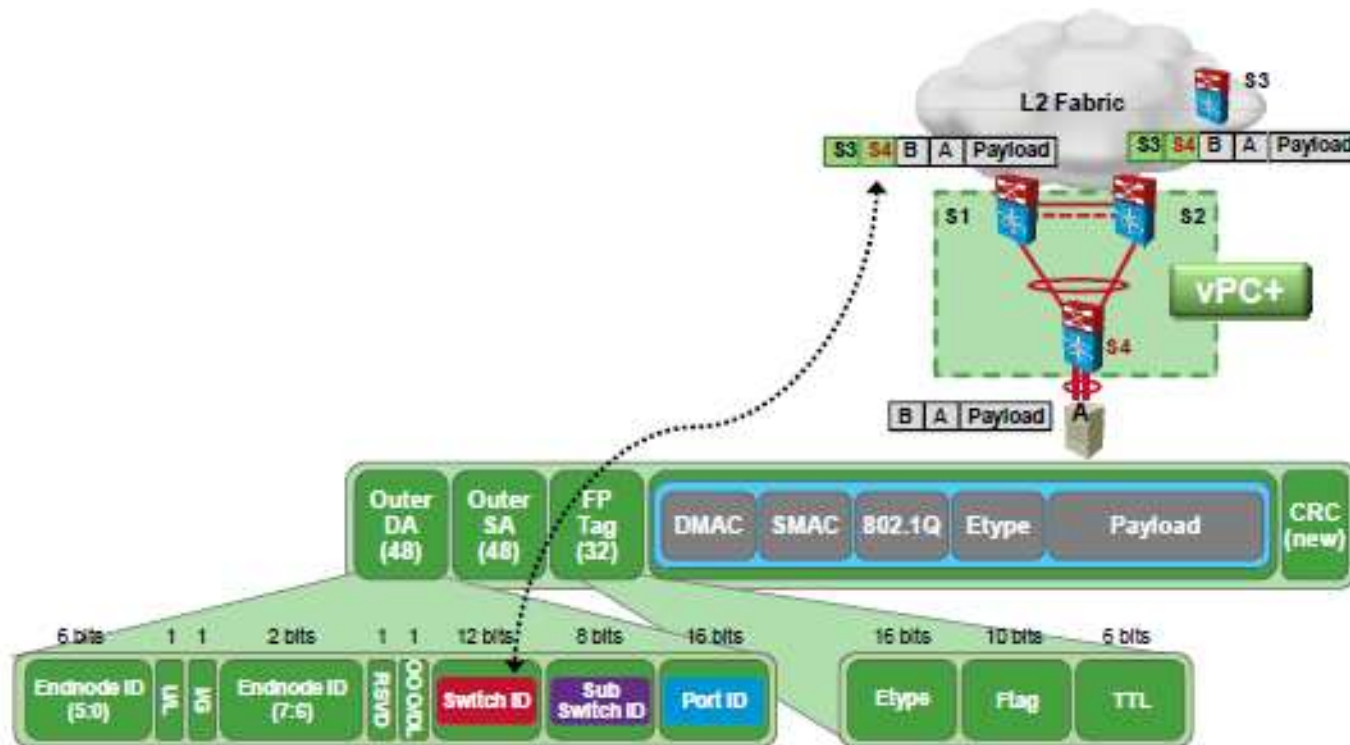 S3
L2 Fabric
S3 S4 B A Payload
S3 S4 B A Payload
S1
S2
vPC+
S4
B A Payload
A
Outer DA (48)
Outer SA (48)
FP Tag (32)
DMAC
SMAC
802.1Q
Etype
Payload
CRC (new)
6 bits
1
1
2 bits
1
1
12 bits
8 bits
16 bits
16 bits
10 bits
6 bits
Endnode ID (5:0)
U/L
I/G
Endnode ID (7:6)
RSVD
OOO/DL
Switch ID
Sub Switch ID
Port ID
Etype
Flag
TTL